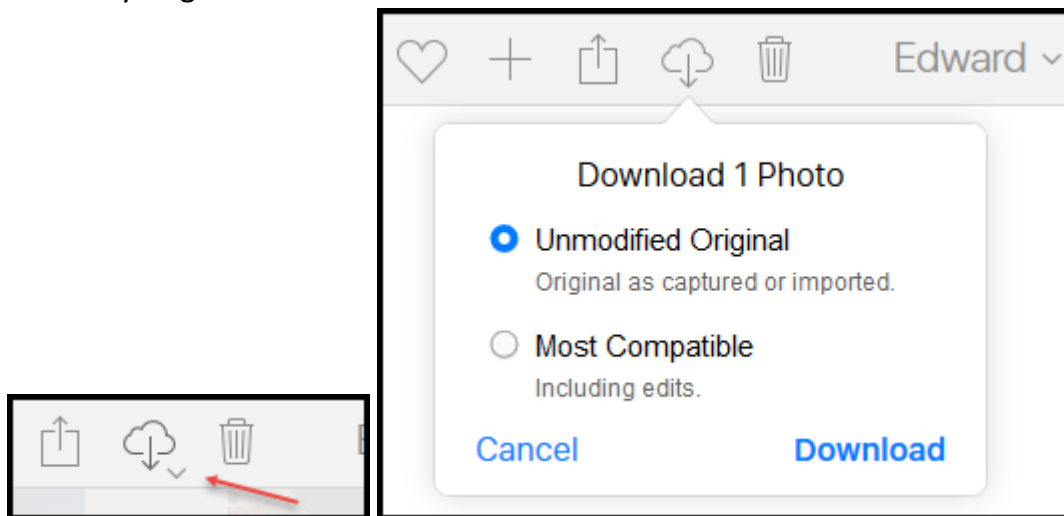 Edward
Download 1 Photo
Unmodified Original
Original as captured or imported.
Most Compatible
Including edits.
Cancel Download